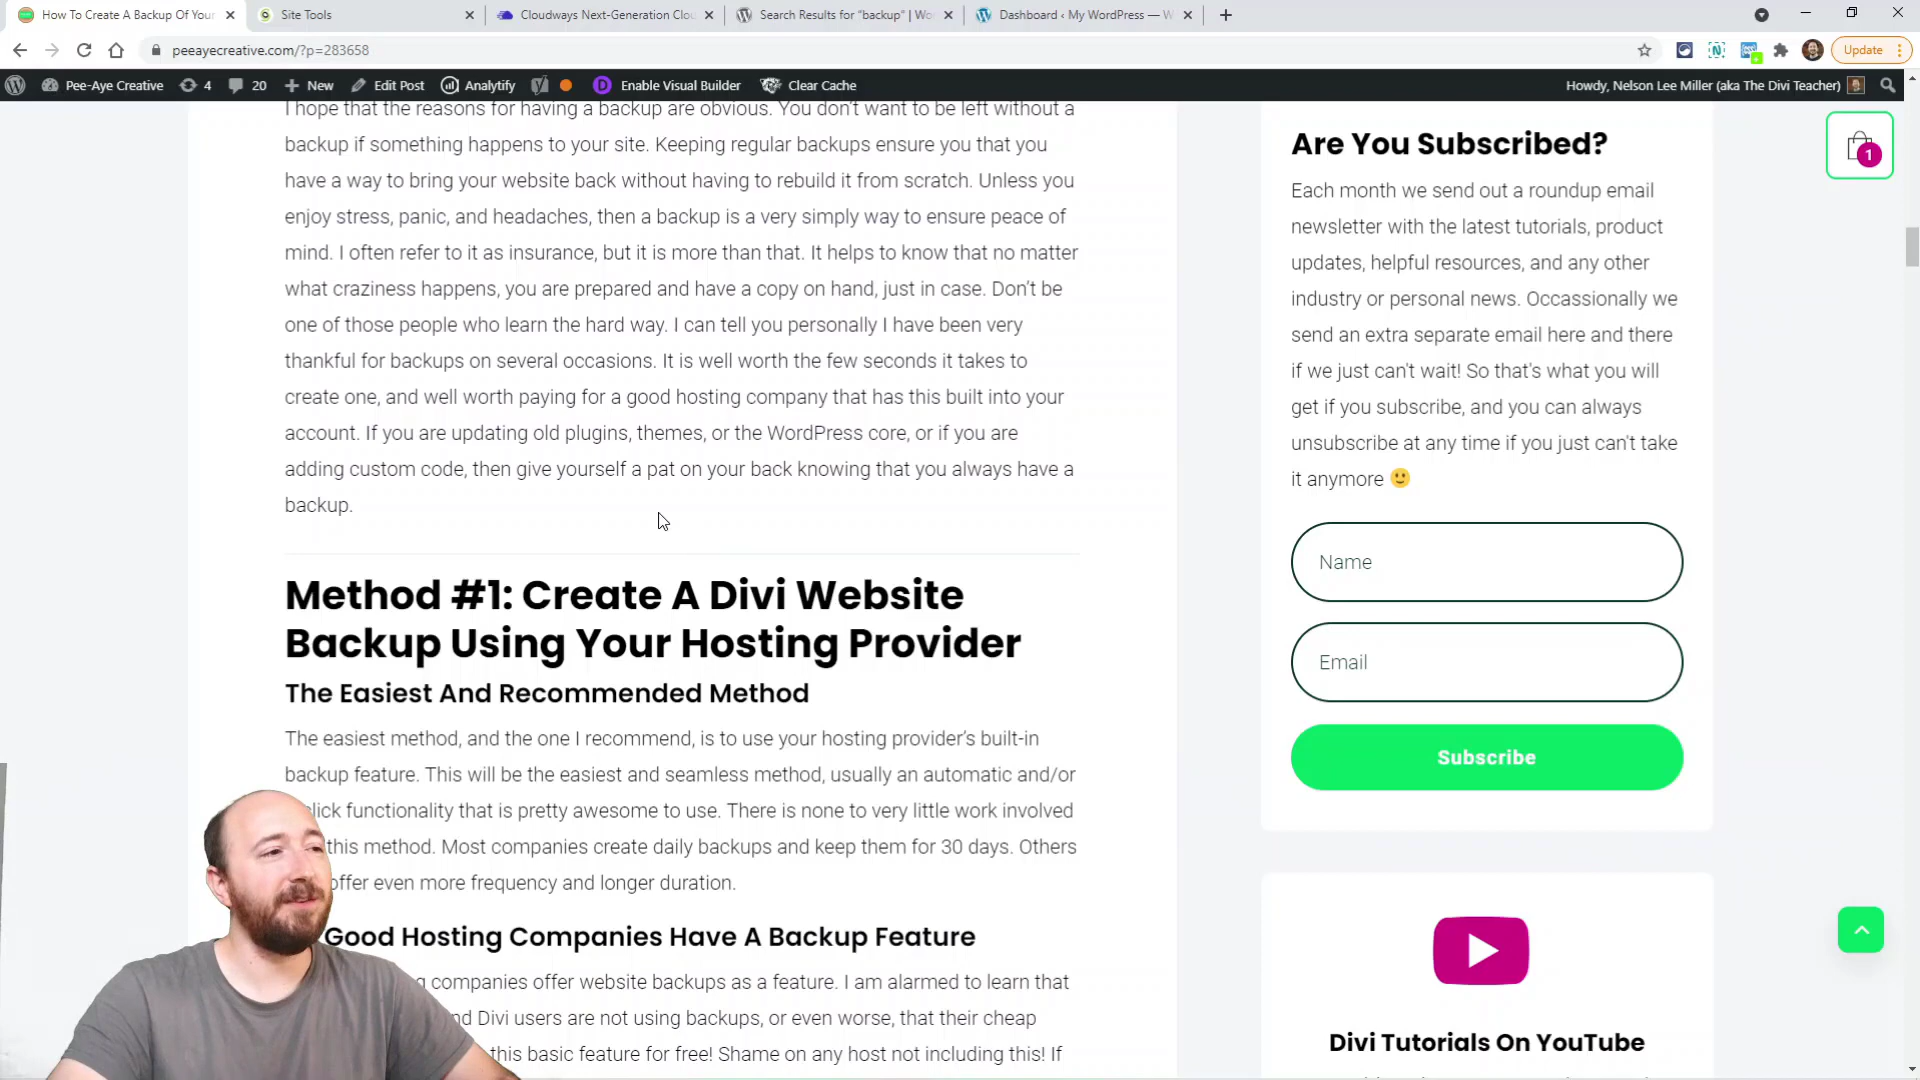 How To Create A Backup Of Your
Site Tools
Cloudways Next-Generation Clou
Search Results for “backup” | Wo
Dashboard ‹ My WordPress — W
peeayecreative.com/?p=283658
Update
Pee-Aye Creative
4
20
New
Edit Post
Analytify
Enable Visual Builder
Clear Cache
Howdy, Nelson Lee Miller (aka The Divi Teacher)
I hope that the reasons for having a backup are obvious. You don’t want to be left without a
backup if something happens to your site. Keeping regular backups ensure you that you
have a way to bring your website back without having to rebuild it from scratch. Unless you
enjoy stress, panic, and headaches, then a backup is a very simply way to ensure peace of
mind. I often refer to it as insurance, but it is more than that. It helps to know that no matter
what craziness happens, you are prepared and have a copy on hand, just in case. Don’t be
one of those people who learn the hard way. I can tell you personally I have been very
thankful for backups on several occasions. It is well worth the few seconds it takes to
create one, and well worth paying for a good hosting company that has this built into your
account. If you are updating old plugins, themes, or the WordPress core, or if you are
adding custom code, then give yourself a pat on your back knowing that you always have a
backup.
Method #1: Create A Divi Website
Backup Using Your Hosting Provider
The Easiest And Recommended Method
The easiest method, and the one I recommend, is to use your hosting provider’s built-in
backup feature. This will be the easiest and seamless method, usually an automatic and/or
click functionality that is pretty awesome to use. There is none to very little work involved
this method. Most companies create daily backups and keep them for 30 days. Others
offer even more frequency and longer duration.
Good Hosting Companies Have A Backup Feature
companies offer website backups as a feature. I am alarmed to learn that
Divi users are not using backups, or even worse, that their cheap
this basic feature for free! Shame on any host not including this! If
Are You Subscribed?
Each month we send out a roundup email
newsletter with the latest tutorials, product
updates, helpful resources, and any other
industry or personal news. Occassionally we
send an extra separate email here and there
if we just can't wait! So that's what you will
get if you subscribe, and you can always
unsubscribe at any time if you just can't take
it anymore 🙂
Name
Email
Subscribe
Divi Tutorials On YouTube
1